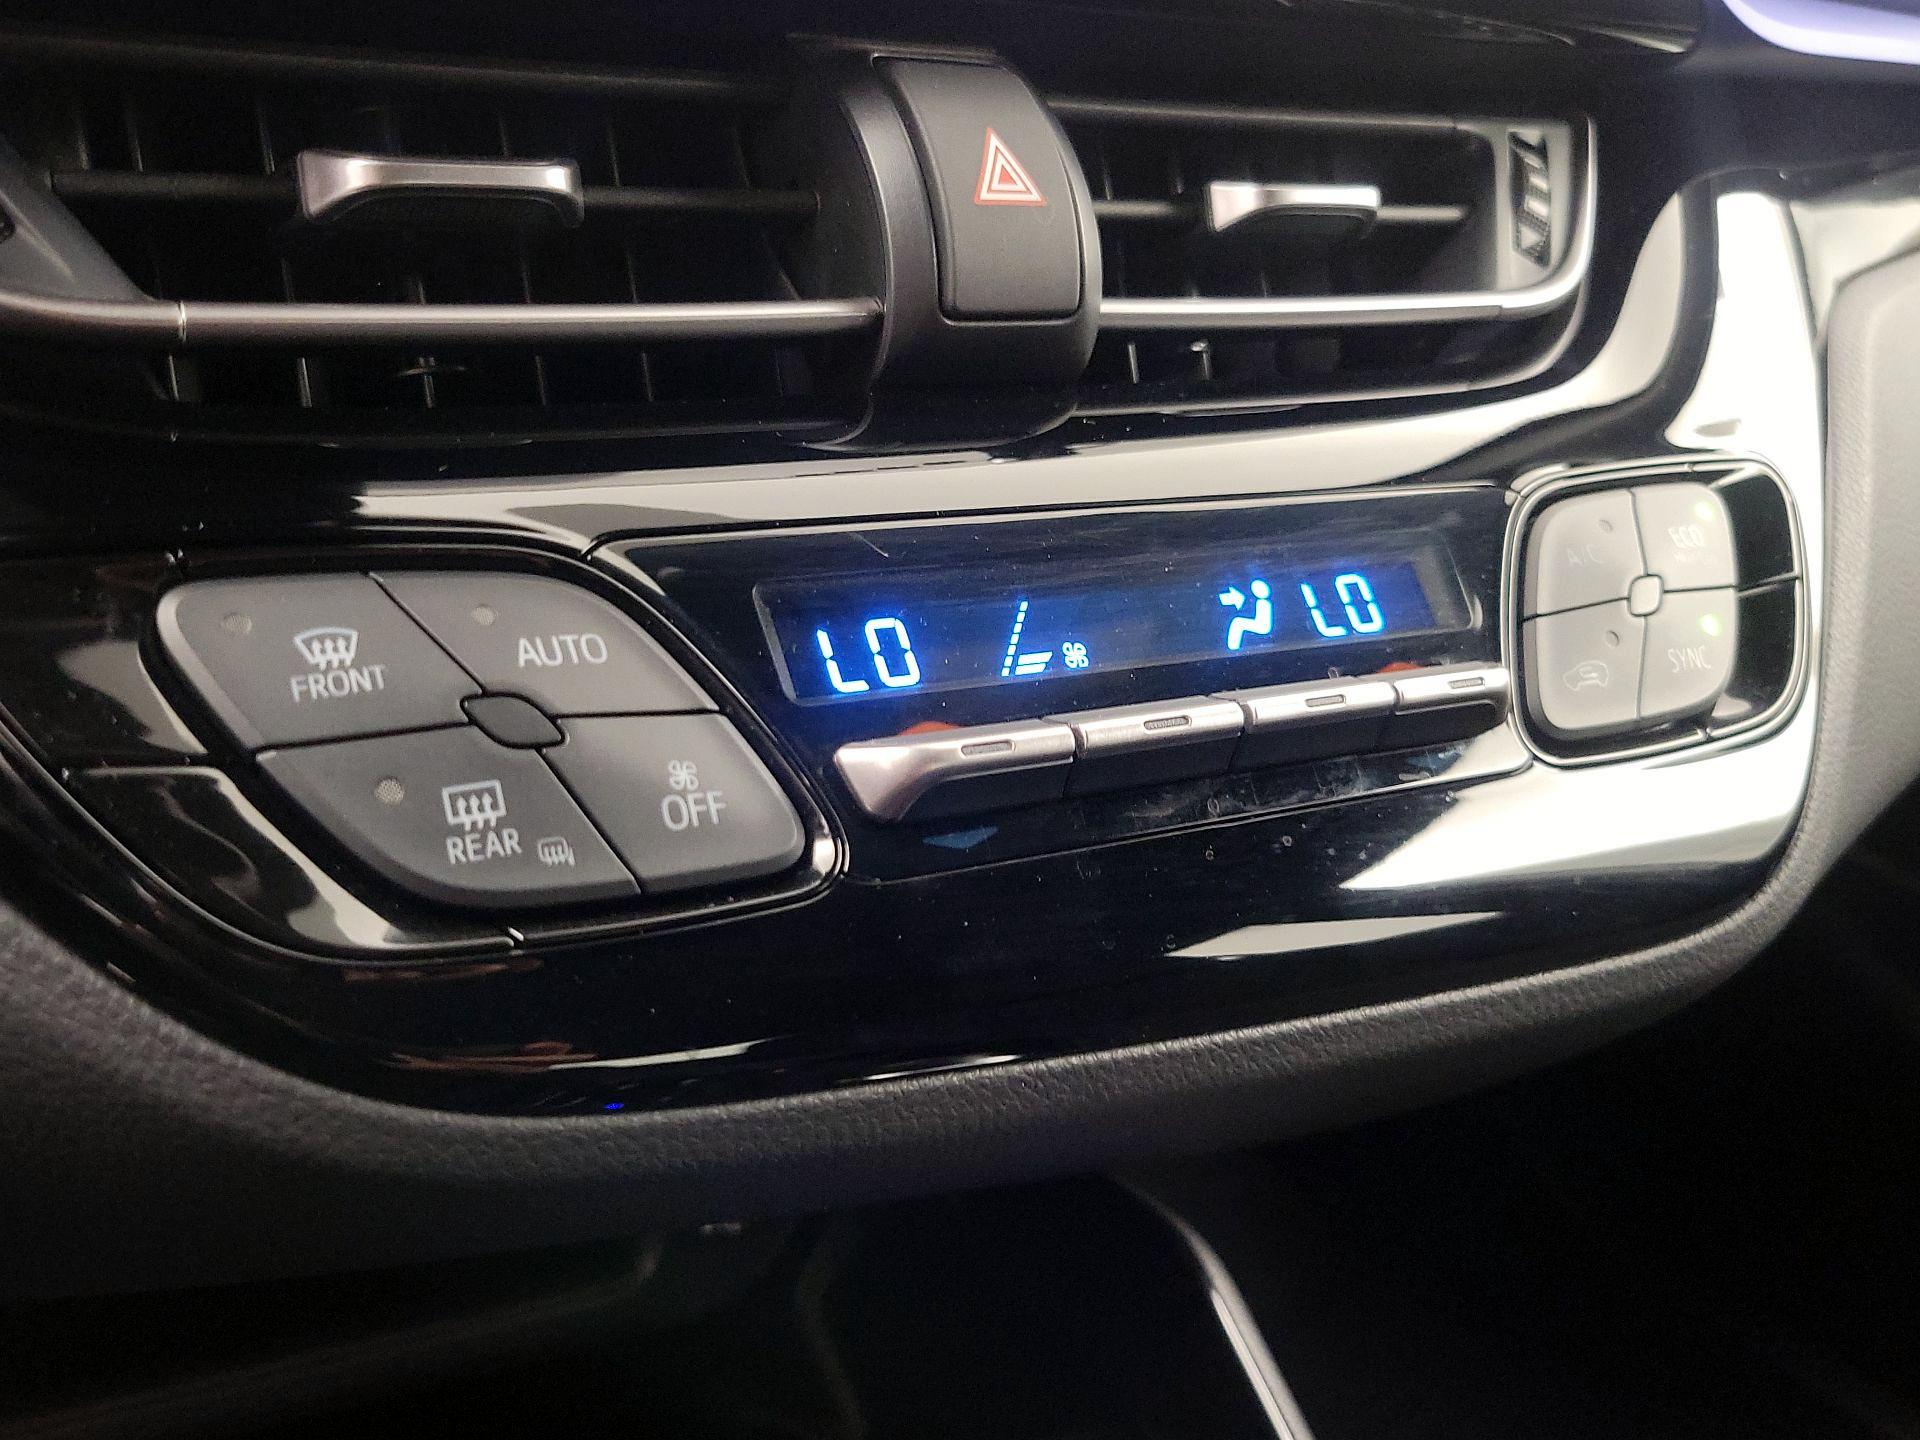 FRONT
AUTO
REAR
OFF
LO
LO
A/C
ECO
SYNC